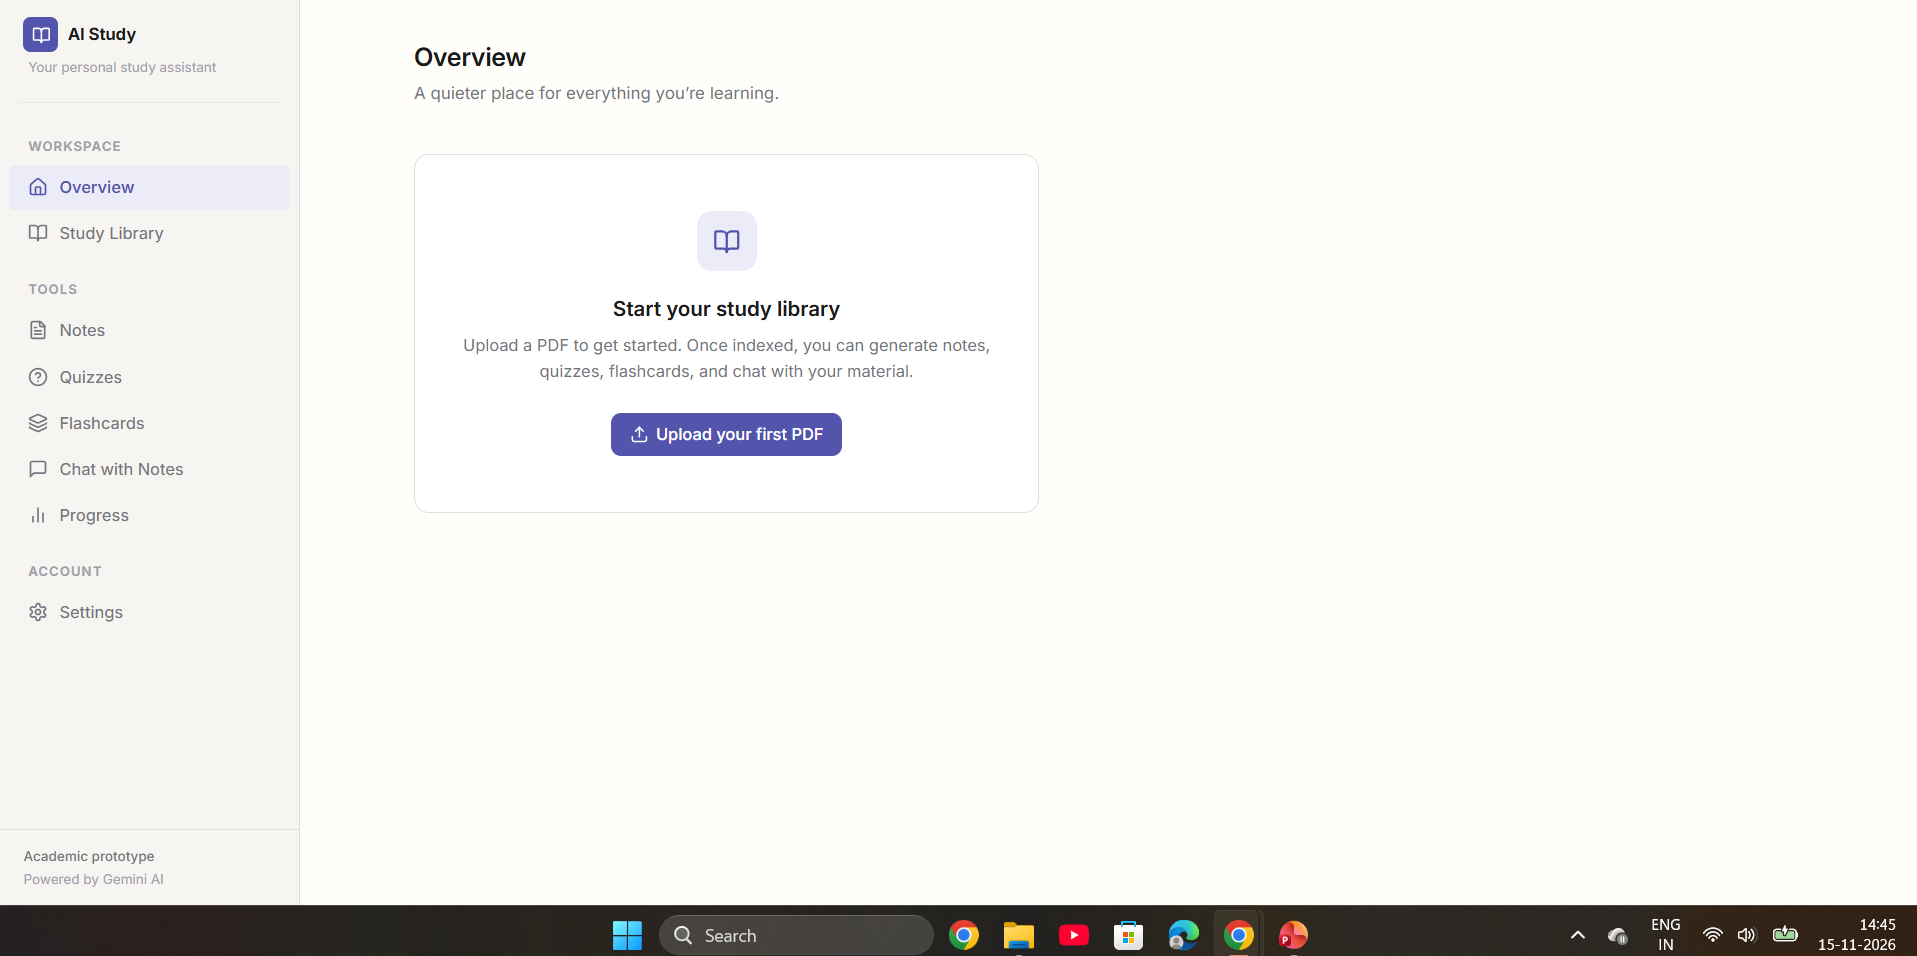 AI Study
Your personal study assistant
WORKSPACE
Overview
Study Library
TOOLS
Notes
Quizzes
Flashcards
Chat with Notes
Progress
ACCOUNT
Settings
Academic prototype
Powered by Gemini AI
Overview
A quieter place for everything you’re learning.
Start your study library
Upload a PDF to get started. Once indexed, you can generate notes,
quizzes, flashcards, and chat with your material.
Upload your first PDF
Search
P
ENG
IN
14:45
15-11-2026